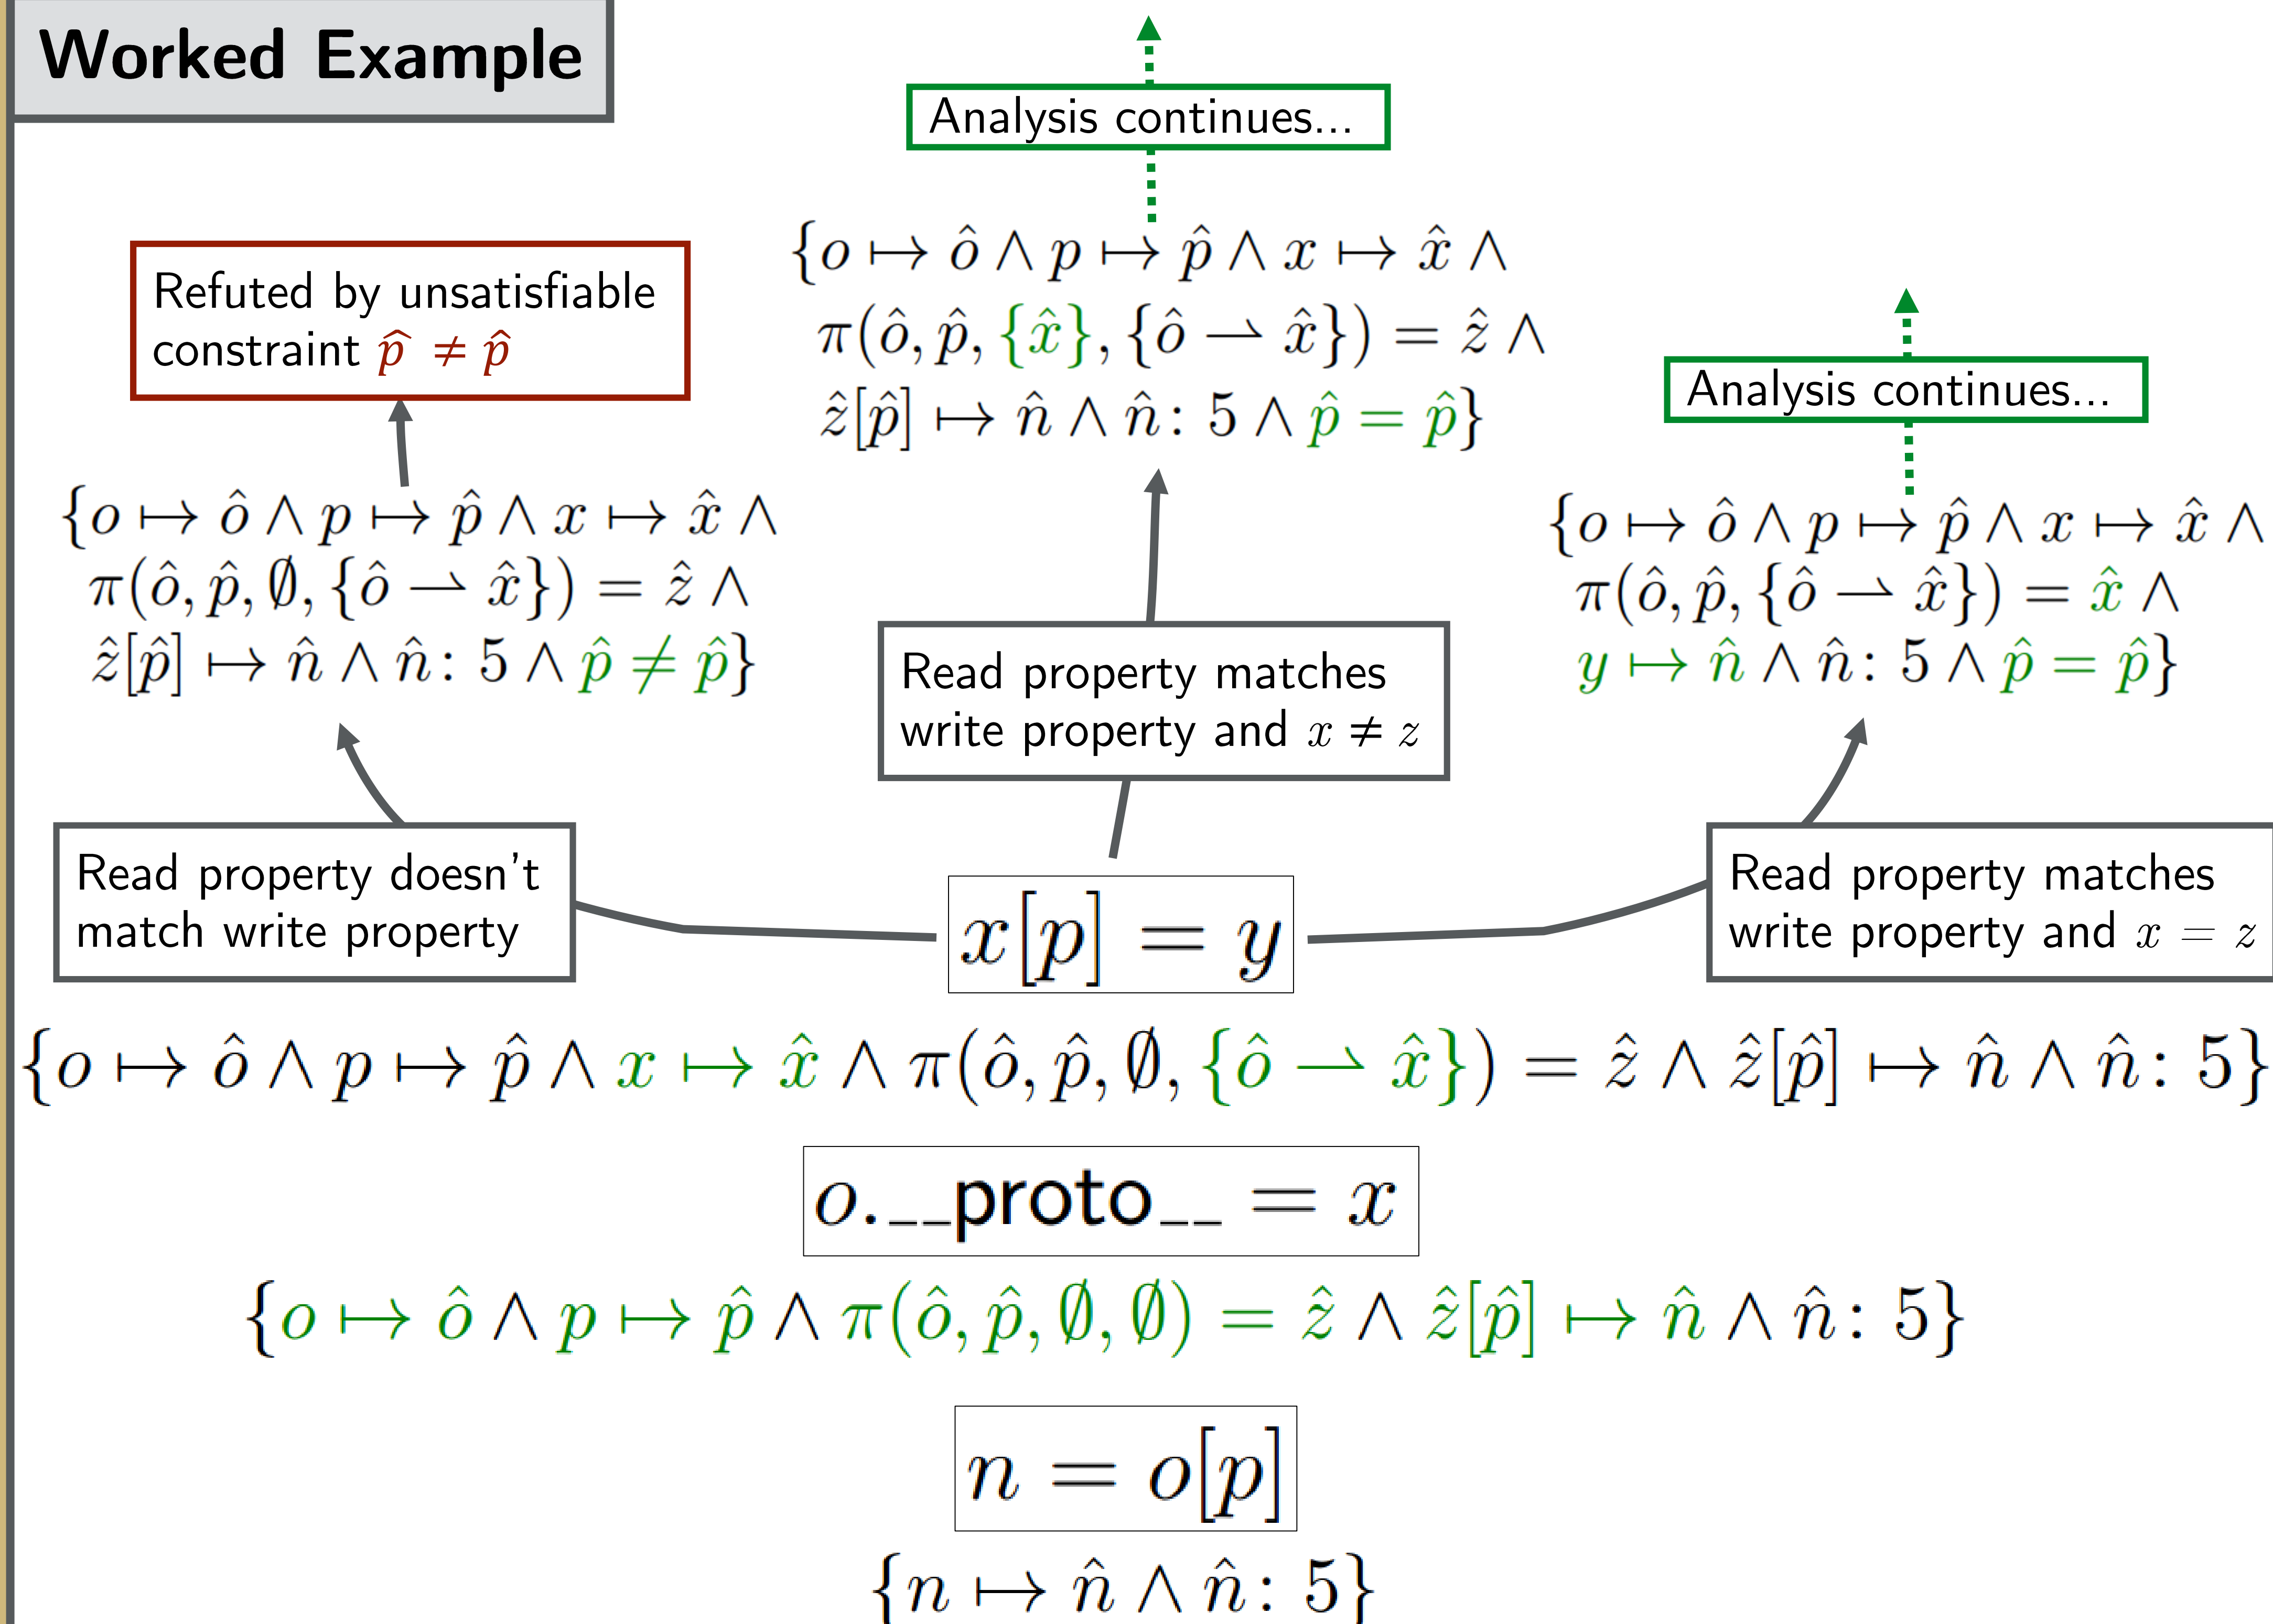 Worked Example
Analysis continues...
{o ↦ ô ∧ p ↦ p̂ ∧ x ↦ x̂ ∧
π(ô, p̂, {x̂}, {ô ⇀ x̂}) = ẑ ∧
ẑ[p̂] ↦ n̂ ∧ n̂: 5 ∧ p̂ = p̂}
Refuted by unsatisfiable
constraint p̂ ≠ p̂
Analysis continues...
{o ↦ ô ∧ p ↦ p̂ ∧ x ↦ x̂ ∧
π(ô, p̂, ∅, {ô ⇀ x̂}) = ẑ ∧
ẑ[p̂] ↦ n̂ ∧ n̂: 5 ∧ p̂ ≠ p̂}
{o ↦ ô ∧ p ↦ p̂ ∧ x ↦ x̂ ∧
π(ô, p̂, {ô ⇀ x̂}) = x̂ ∧
y ↦ n̂ ∧ n̂: 5 ∧ p̂ = p̂}
Read property matches
write property and x ≠ z
Read property doesn't
match write property
Read property matches
write property and x = z
x[p] = y
{o ↦ ô ∧ p ↦ p̂ ∧ x ↦ x̂ ∧ π(ô, p̂, ∅, {ô ⇀ x̂}) = ẑ ∧ ẑ[p̂] ↦ n̂ ∧ n̂: 5}
o.__proto__ = x
{o ↦ ô ∧ p ↦ p̂ ∧ π(ô, p̂, ∅, ∅) = ẑ ∧ ẑ[p̂] ↦ n̂ ∧ n̂: 5}
n = o[p]
{n ↦ n̂ ∧ n̂: 5}